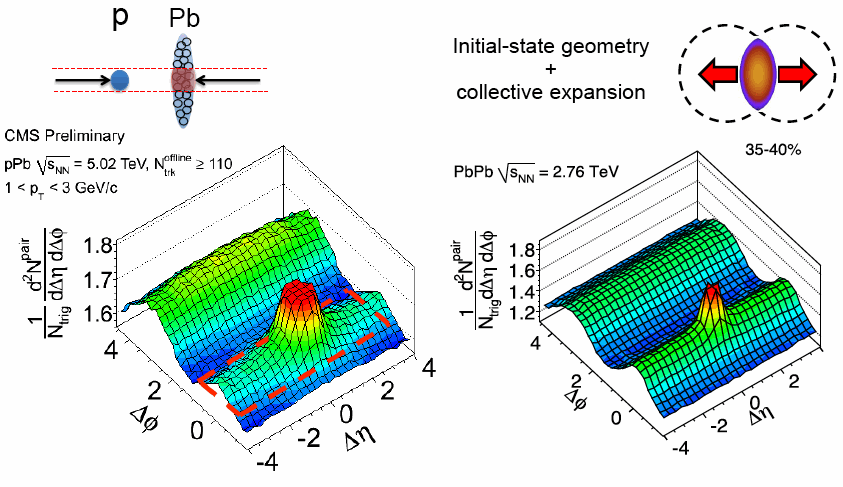 p Pb
CMS Preliminary
pPb √sNN = 5.02 TeV, Noffline trk ≥ 110
1 < pT < 3 GeV/c
1 d2Npair
Ntrig dΔη dΔϕ
1.8
1.7
1.6
4
2
0
Δϕ
-4
-2
0
2
4
Δη
Initial-state geometry
+
collective expansion
35-40%
PbPb √sNN = 2.76 TeV
1 d2Npair
Ntrig dΔη dΔϕ
1.8
1.6
1.4
1.2
4
2
0
Δϕ
-4
-2
0
2
Δη